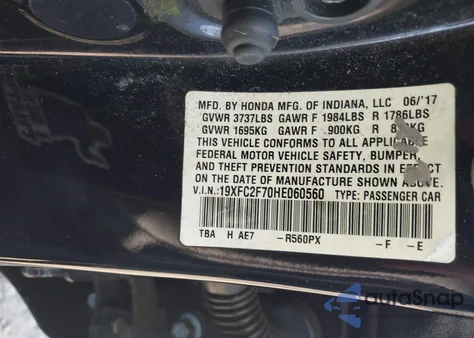 MFD. BY HONDA MFG. OF INDIANA, LLC 06/'17
GVWR 3737LBS GAWR F 1984LBS R 1786LBS
GVWR 1695KG GAWR F 900KG R
THIS VEHICLE CONFORMS TO ALL APPLICABLE
FEDERAL MOTOR VEHICLE SAFETY, BUMPER,
AND THEFT PREVENTION STANDARDS IN EFFECT
ON THE DATE OF MANUFACTURE SHOWN ABOVE.
V.I.N.:19XFC2F70HE060560 TYPE: PASSENGER CAR
TBA H AE7 -R560PX -F -E
autoSnap